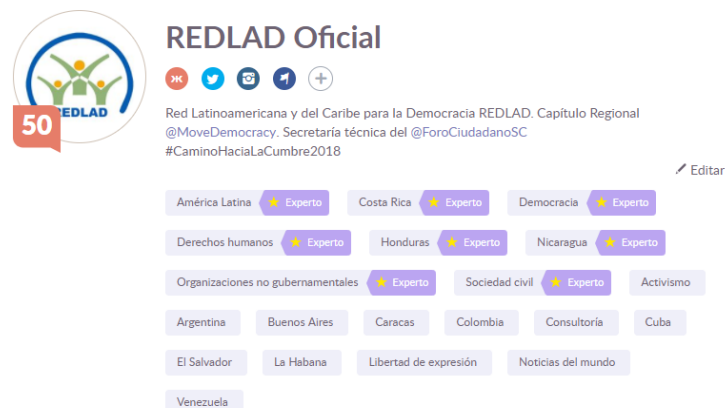 REDLAD Oficial
REDLAD
50
Red Latinoamericana y del Caribe para la Democracia REDLAD. Capítulo Regional
@MoveDemocracy. Secretaría técnica del @ForoCiudadanoSC
#CaminoHaciaLaCumbre2018
Editar
América Latina Experto Costa Rica Experto Democracia Experto
Derechos humanos Experto Honduras Experto Nicaragua Experto
Organizaciones no gubernamentales Experto Sociedad civil Experto Activismo
Argentina Buenos Aires Caracas Colombia Consultoría Cuba
El Salvador La Habana Libertad de expresión Noticias del mundo
Venezuela